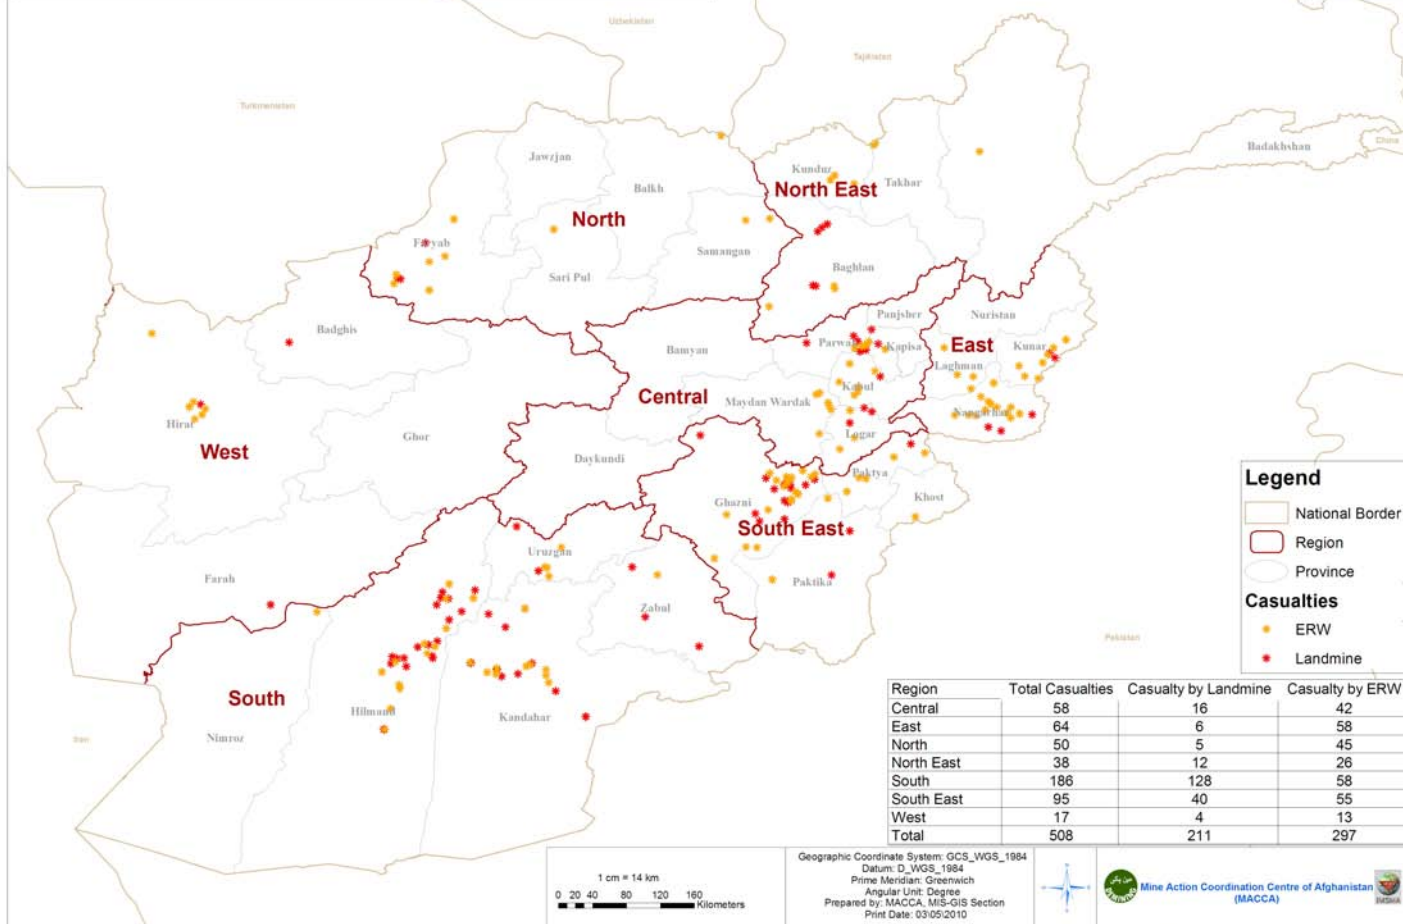 Uzbekistan
Tajikistan
Turkmenistan
China
Badakhshan
Jawzjan
Balkh
Kunduz
Takhar
North East
North
Faryab
Samangan
Sari Pul
Baghlan
Badghis
Panjsher
Nuristan
Parwan
Kapisa
East
Kunar
Bamyan
Laghman
Kabul
Central
Maydan Wardak
Nangarhar
Hirat
West
Ghor
Logar
Daykundi
Paktya
Ghazni
Khost
South East
Uruzgan
Farah
Paktika
Zabul
Pakistan
South
Hilmand
Kandahar
Nimroz
Iran
Legend
National Border
Region
Province
Casualties
ERW
Landmine
Region Total Casualties Casualty by Landmine Casualty by ERW
Central 58 16 42
East 64 6 58
North 50 5 45
North East 38 12 26
South 186 128 58
South East 95 40 55
West 17 4 13
Total 508 211 297
1 cm = 14 km
0 20 40 80 120 160
Kilometers
Geographic Coordinate System: GCS_WGS_1984
Datum: D_WGS_1984
Prime Meridian: Greenwich
Angular Unit: Degree
Prepared by: MACCA, MIS-GIS Section
Print Date: 03\05\2010
Mine Action Coordination Centre of Afghanistan
(MACCA)
IMSMA